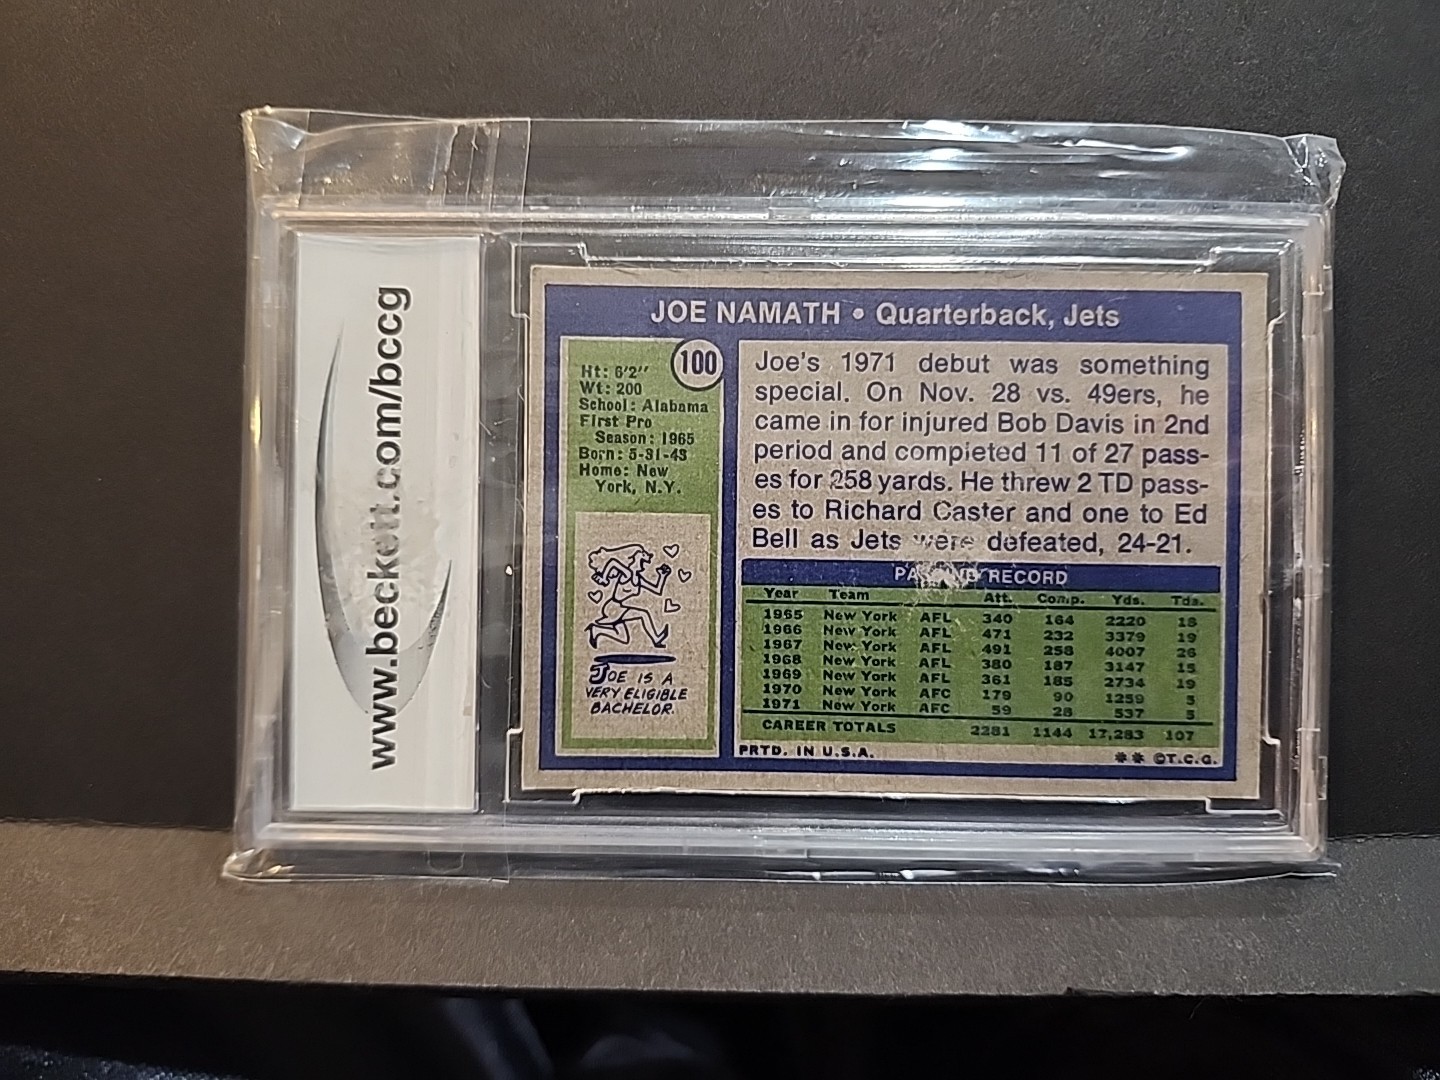 www.beckett.com/bccg
JOE NAMATH • Quarterback, Jets
100
Ht: 6'2"
Wt: 200
School: Alabama
First Pro
Season: 1965
Born: 5-31-43
Home: New
York, N.Y.
JOE IS A
VERY ELIGIBLE
BACHELOR.
Joe's 1971 debut was something
special. On Nov. 28 vs. 49ers, he
came in for injured Bob Davis in 2nd
period and completed 11 of 27 pass-
es for 258 yards. He threw 2 TD pass-
es to Richard Caster and one to Ed
Bell as Jets were defeated, 24-21.
RECORD
Year Team Att. Comp. Yds. Tds.
1965 New York AFL 340 164 2220 18
1966 New York AFL 471 232 3379 19
1967 New York AFL 491 258 4007 26
1968 New York AFL 380 187 3147 15
1969 New York AFL 361 185 2734 19
1970 New York AFC 179 90 1259 5
1971 New York AFC 59 28 537 5
CAREER TOTALS 2281 1144 17,283 107
PRTD. IN U.S.A. ** ©T.C.G.